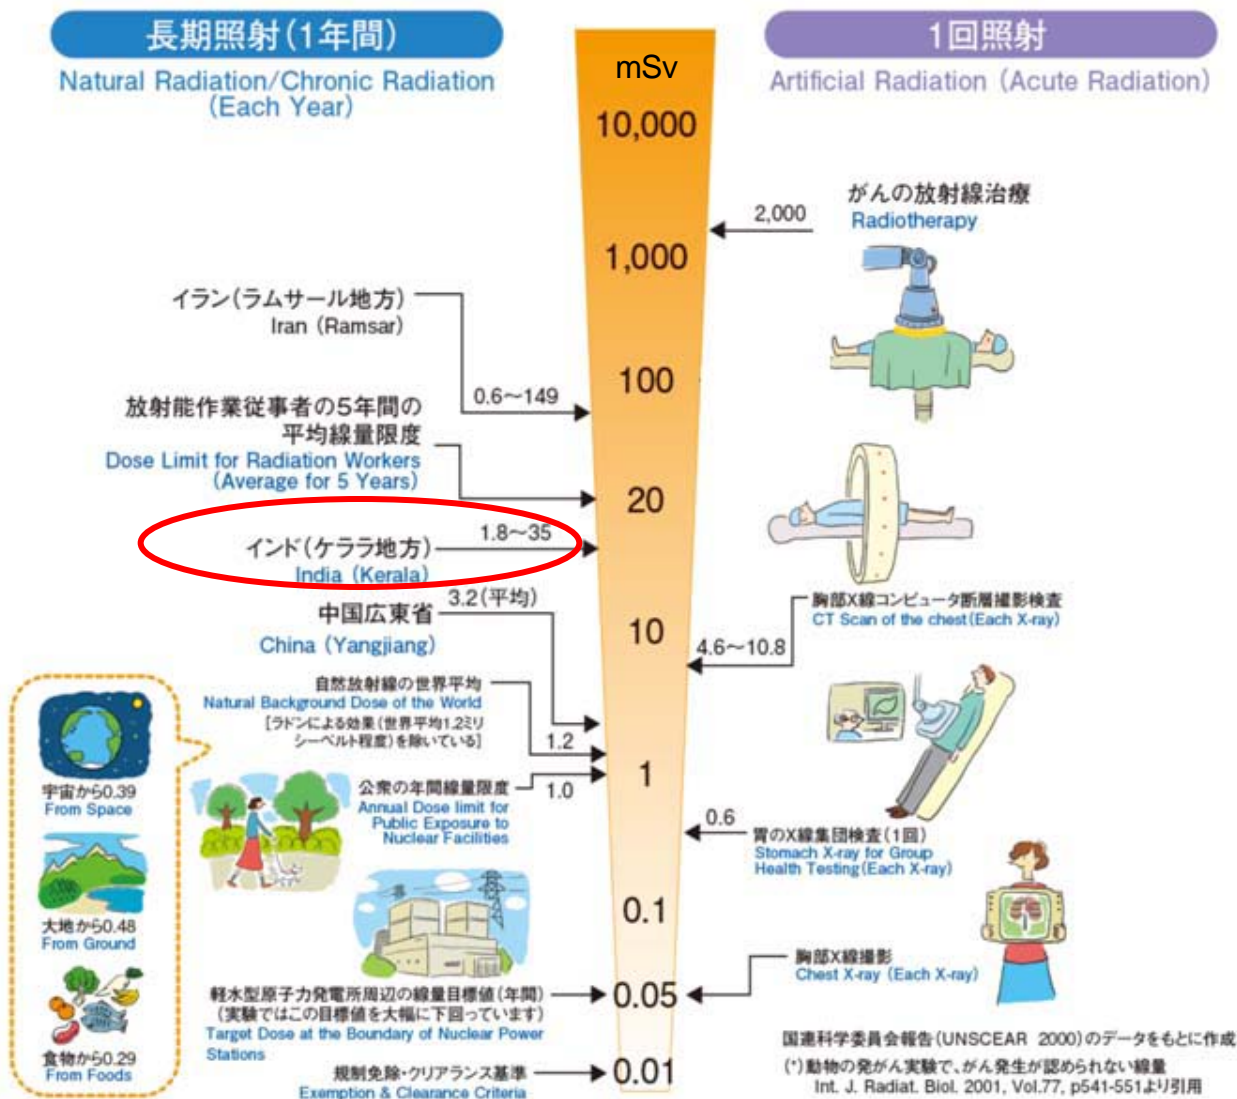 長期照射(1年間)
Natural Radiation/Chronic Radiation
(Each Year)
1回照射
Artificial Radiation (Acute Radiation)
mSv
10,000
1,000
100
20
10
1
0.1
0.05
0.01
イラン(ラムサール地方)
Iran (Ramsar)
0.6～149
放射能作業従事者の5年間の
平均線量限度
Dose Limit for Radiation Workers
(Average for 5 Years)
インド(ケララ地方)
1.8～35
India (Kerala)
中国広東省
3.2(平均)
China (Yangjiang)
自然放射線の世界平均
Natural Background Dose of the World
[ラドンによる効果(世界平均1.2ミリ
シーベルト程度)を除いている]
1.2
公衆の年間線量限度
1.0
Annual Dose limit for
Public Exposure to
Nuclear Facilities
宇宙から0.39
From Space
大地から0.48
From Ground
食物から0.29
From Foods
軽水型原子力発電所周辺の線量目標値(年間)
(実験ではこの目標値を大幅に下回っています)
Target Dose at the Boundary of Nuclear Power
Stations
規制免除・クリアランス基準
Exemption & Clearance Criteria
がんの放射線治療
Radiotherapy
2,000
胸部X線コンピュータ断層撮影検査
CT Scan of the chest(Each X-ray)
4.6～10.8
0.6
胃のX線集団検査(1回)
Stomach X-ray for Group
Health Testing(Each X-ray)
胸部X線撮影
Chest X-ray (Each X-ray)
国連科学委員会報告(UNSCEAR 2000)のデータをもとに作成
(*)動物の発がん実験で、がん発生が認められない線量
Int. J. Radiat. Biol. 2001, Vol.77, p541-551より引用